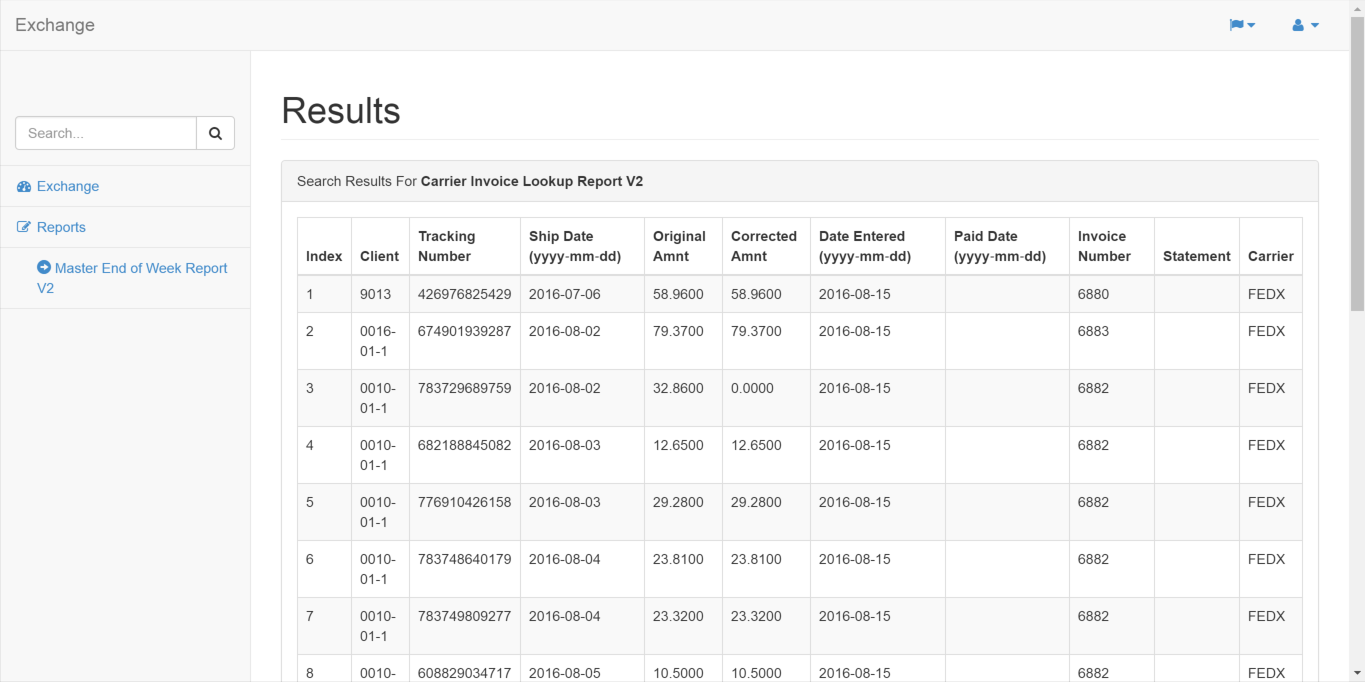 Exchange
Results
Search...
Exchange
Reports
Master End of Week Report
V2
Search Results For Carrier Invoice Lookup Report V2
Index Client Tracking Number Ship Date (yyyy-mm-dd) Original Amnt Corrected Amnt Date Entered (yyyy-mm-dd) Paid Date (yyyy-mm-dd) Invoice Number Statement Carrier
1 9013 426976825429 2016-07-06 58.9600 58.9600 2016-08-15 6880 FEDX
2 0016-01-1 674901939287 2016-08-02 79.3700 79.3700 2016-08-15 6883 FEDX
3 0010-01-1 783729689759 2016-08-02 32.8600 0.0000 2016-08-15 6882 FEDX
4 0010-01-1 682188845082 2016-08-03 12.6500 12.6500 2016-08-15 6882 FEDX
5 0010-01-1 776910426158 2016-08-03 29.2800 29.2800 2016-08-15 6882 FEDX
6 0010-01-1 783748640179 2016-08-04 23.8100 23.8100 2016-08-15 6882 FEDX
7 0010-01-1 783749809277 2016-08-04 23.3200 23.3200 2016-08-15 6882 FEDX
8 0010- 608829034717 2016-08-05 10.5000 10.5000 2016-08-15 6882 FEDX